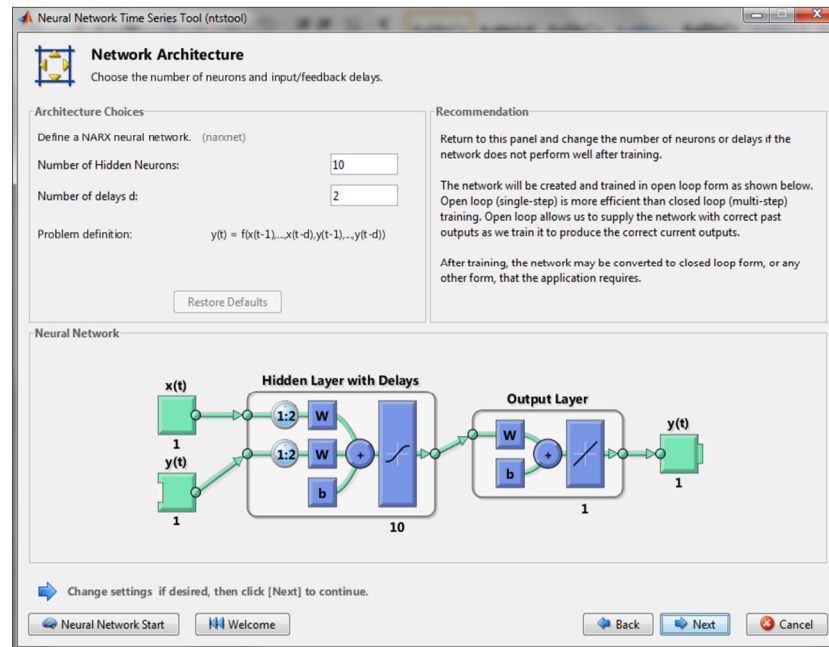 Neural Network Time Series Tool (ntstool)
Network Architecture
Choose the number of neurons and input/feedback delays.
Architecture Choices
Define a NARX neural network. (narxnet)
Number of Hidden Neurons: 10
Number of delays d: 2
Problem definition: y(t) = f(x(t-1),...,x(t-d),y(t-1),...,y(t-d))
Restore Defaults
Recommendation
Return to this panel and change the number of neurons or delays if the
network does not perform well after training.
The network will be created and trained in open loop form as shown below.
Open loop (single-step) is more efficient than closed loop (multi-step)
training. Open loop allows us to supply the network with correct past
outputs as we train it to produce the correct current outputs.
After training, the network may be converted to closed loop form, or any
other form, that the application requires.
Neural Network
Hidden Layer with Delays
Output Layer
x(t)
1
y(t)
1
1:2 W
1:2 W
b
+
10
W
b
+
1
y(t)
1
Change settings if desired, then click [Next] to continue.
Neural Network Start
Welcome
Back
Next
Cancel